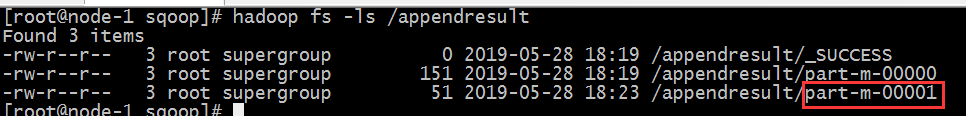 [root@node-1 sqoop]# hadoop fs -ls /appendresult
Found 3 items
-rw-r--r--   3 root supergroup          0 2019-05-28 18:19 /appendresult/_SUCCESS
-rw-r--r--   3 root supergroup        151 2019-05-28 18:19 /appendresult/part-m-00000
-rw-r--r--   3 root supergroup         51 2019-05-28 18:23 /appendresult/part-m-00001
[root@node-1 sqoop]#